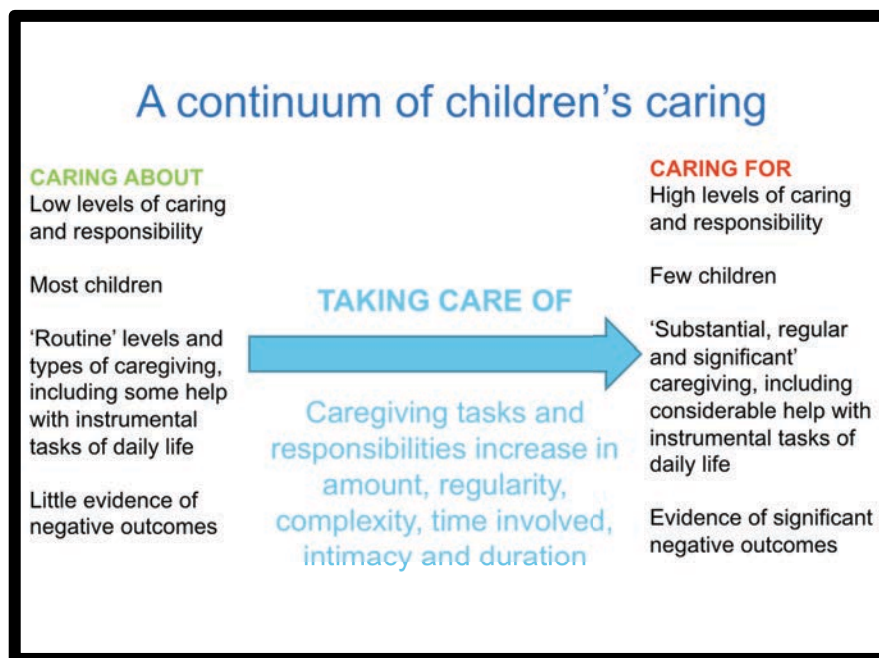 A continuum of children's caring
CARING ABOUT
Low levels of caring
and responsibility
Most children
‘Routine’ levels and
types of caregiving,
including some help
with instrumental
tasks of daily life
Little evidence of
negative outcomes
TAKING CARE OF
Caregiving tasks and
responsibilities increase in
amount, regularity,
complexity, time involved,
intimacy and duration
CARING FOR
High levels of caring
and responsibility
Few children
‘Substantial, regular
and significant’
caregiving, including
considerable help with
instrumental tasks of
daily life
Evidence of significant
negative outcomes